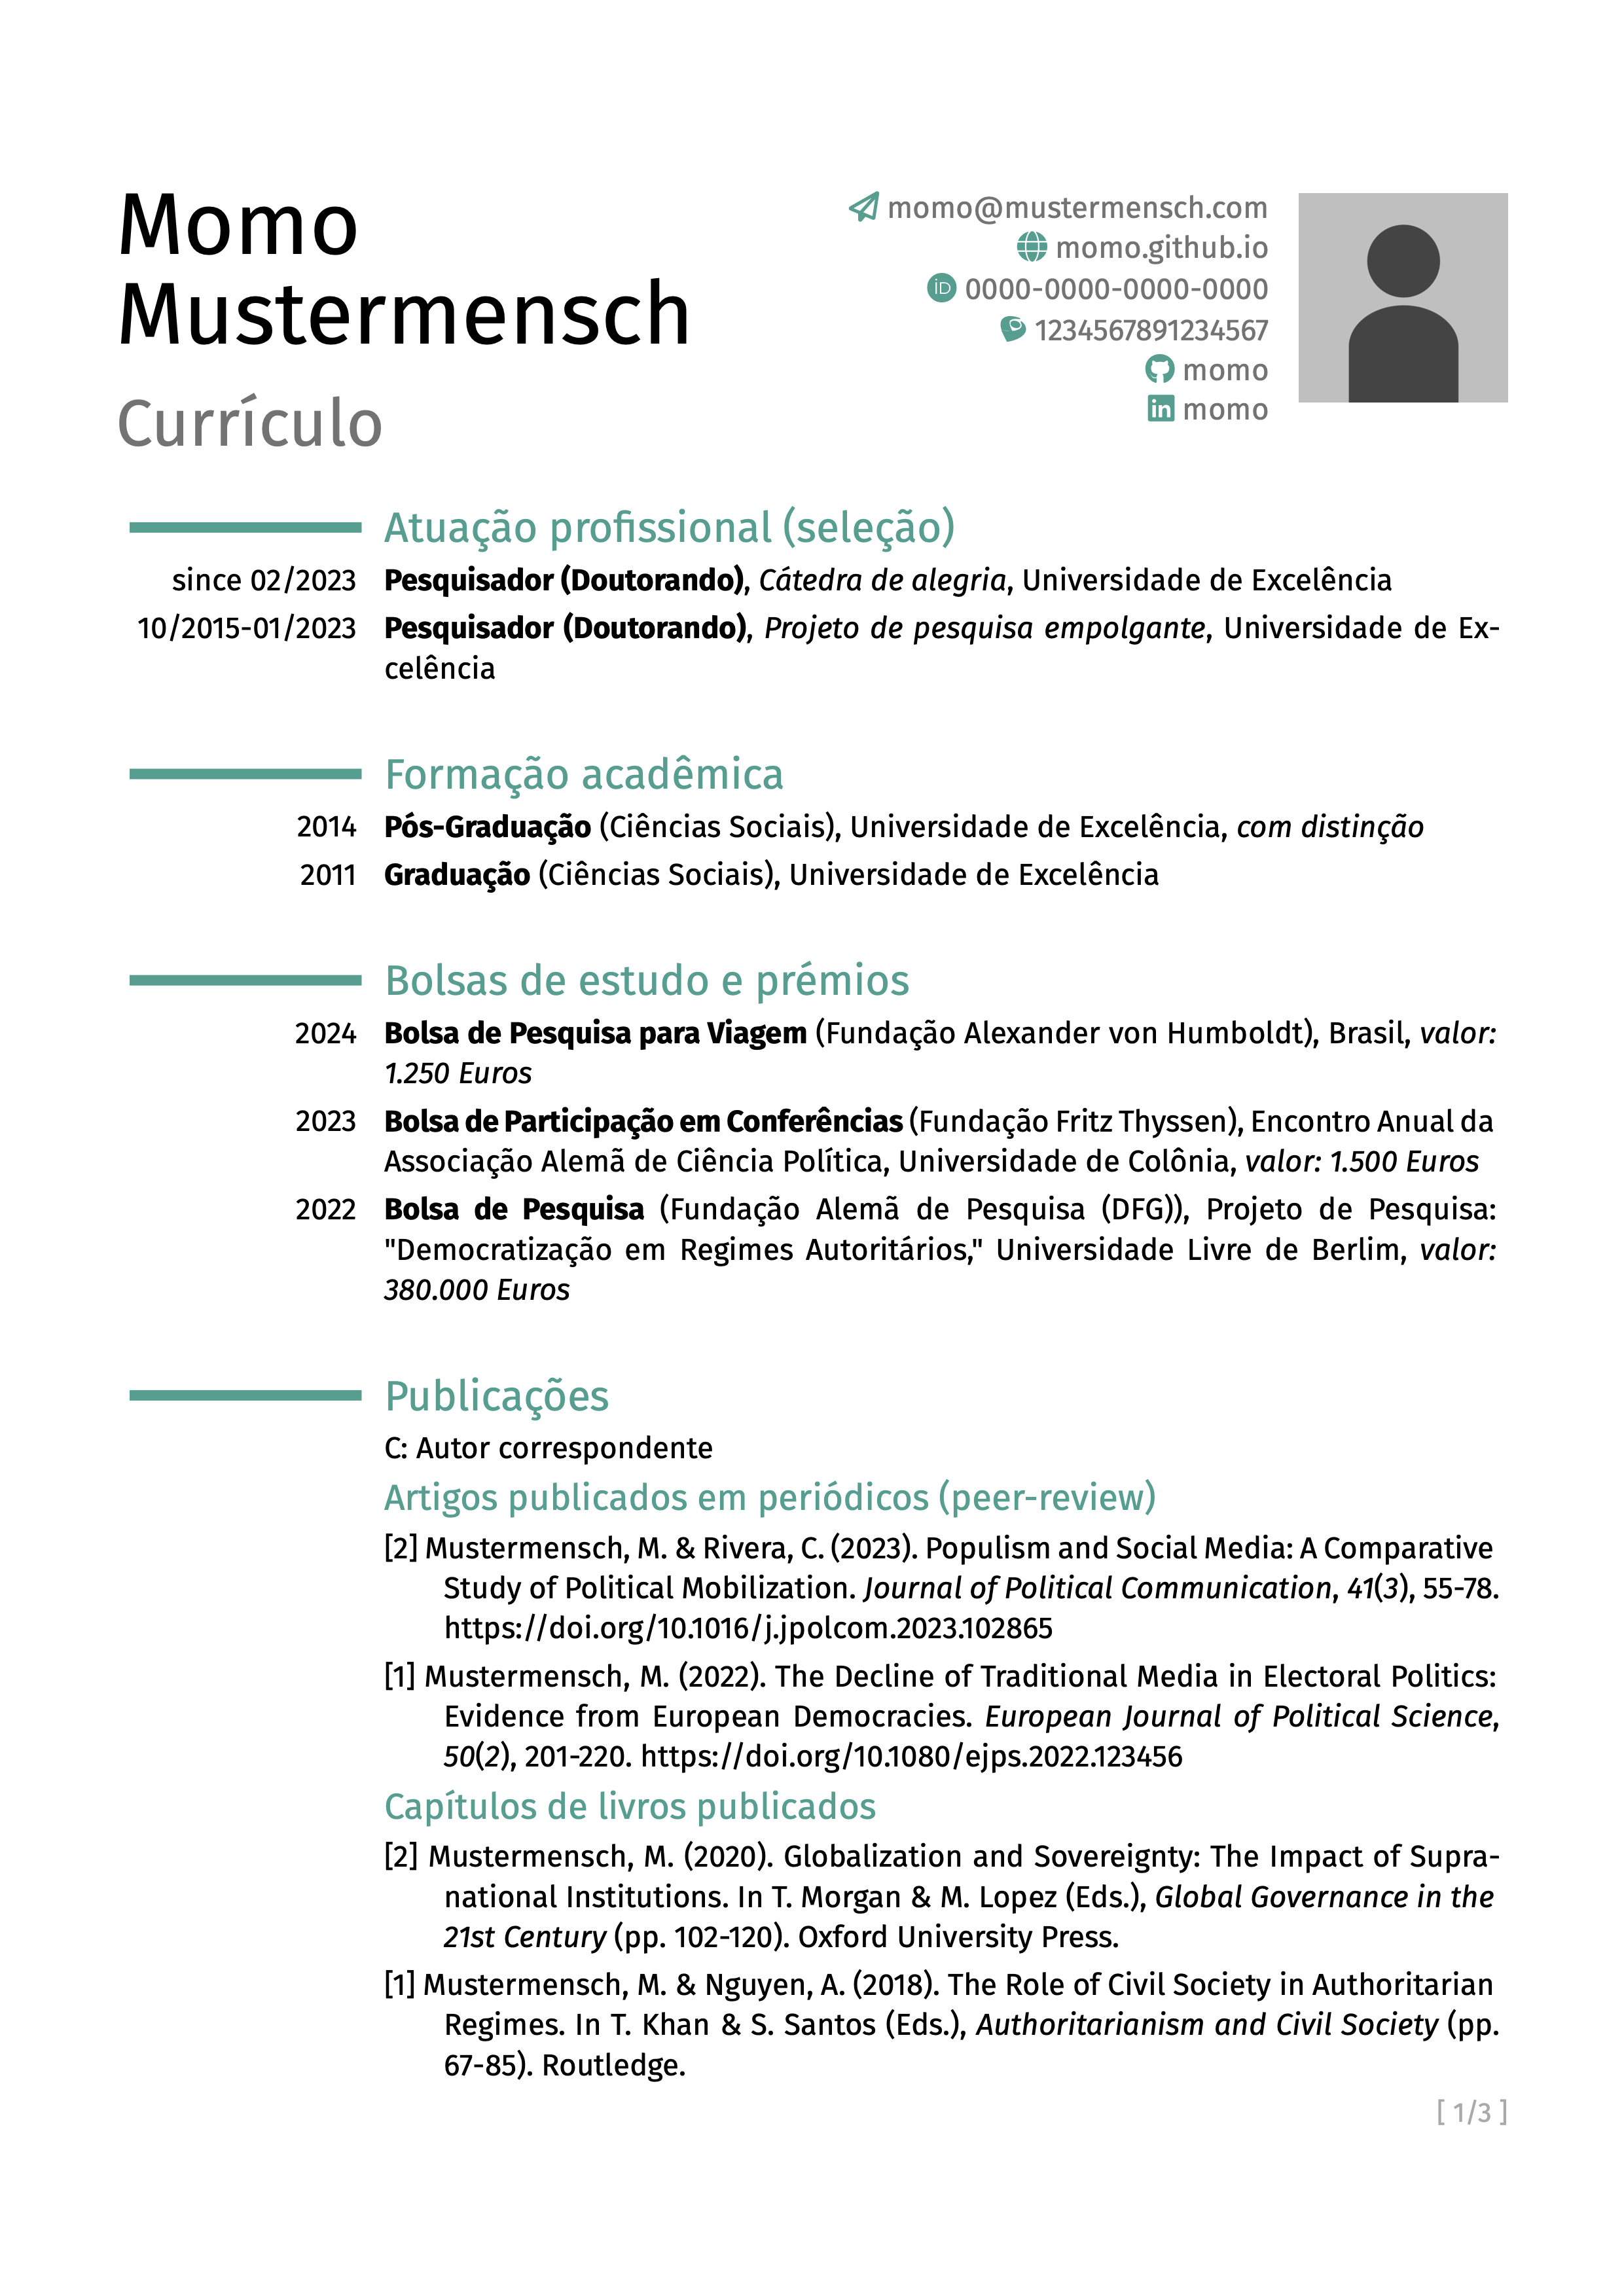 Momo
Mustermensch
Currículo
momo@mustermensch.com
momo.github.io
iD 0000-0000-0000-0000
1234567891234567
momo
in momo
Atuação profissional (seleção)
since 02/2023 Pesquisador (Doutorando), Cátedra de alegria, Universidade de Excelência
10/2015-01/2023 Pesquisador (Doutorando), Projeto de pesquisa empolgante, Universidade de Ex-
celência
Formação acadêmica
2014 Pós-Graduação (Ciências Sociais), Universidade de Excelência, com distinção
2011 Graduação (Ciências Sociais), Universidade de Excelência
Bolsas de estudo e prémios
2024 Bolsa de Pesquisa para Viagem (Fundação Alexander von Humboldt), Brasil, valor:
1.250 Euros
2023 Bolsa de Participação em Conferências (Fundação Fritz Thyssen), Encontro Anual da
Associação Alemã de Ciência Política, Universidade de Colônia, valor: 1.500 Euros
2022 Bolsa de Pesquisa (Fundação Alemã de Pesquisa (DFG)), Projeto de Pesquisa:
"Democratização em Regimes Autoritários," Universidade Livre de Berlim, valor:
380.000 Euros
Publicações
C: Autor correspondente
Artigos publicados em periódicos (peer-review)
[2] Mustermensch, M. & Rivera, C. (2023). Populism and Social Media: A Comparative
Study of Political Mobilization. Journal of Political Communication, 41(3), 55-78.
https://doi.org/10.1016/j.jpolcom.2023.102865
[1] Mustermensch, M. (2022). The Decline of Traditional Media in Electoral Politics:
Evidence from European Democracies. European Journal of Political Science,
50(2), 201-220. https://doi.org/10.1080/ejps.2022.123456
Capítulos de livros publicados
[2] Mustermensch, M. (2020). Globalization and Sovereignty: The Impact of Supra-
national Institutions. In T. Morgan & M. Lopez (Eds.), Global Governance in the
21st Century (pp. 102-120). Oxford University Press.
[1] Mustermensch, M. & Nguyen, A. (2018). The Role of Civil Society in Authoritarian
Regimes. In T. Khan & S. Santos (Eds.), Authoritarianism and Civil Society (pp.
67-85). Routledge.
[ 1/3 ]